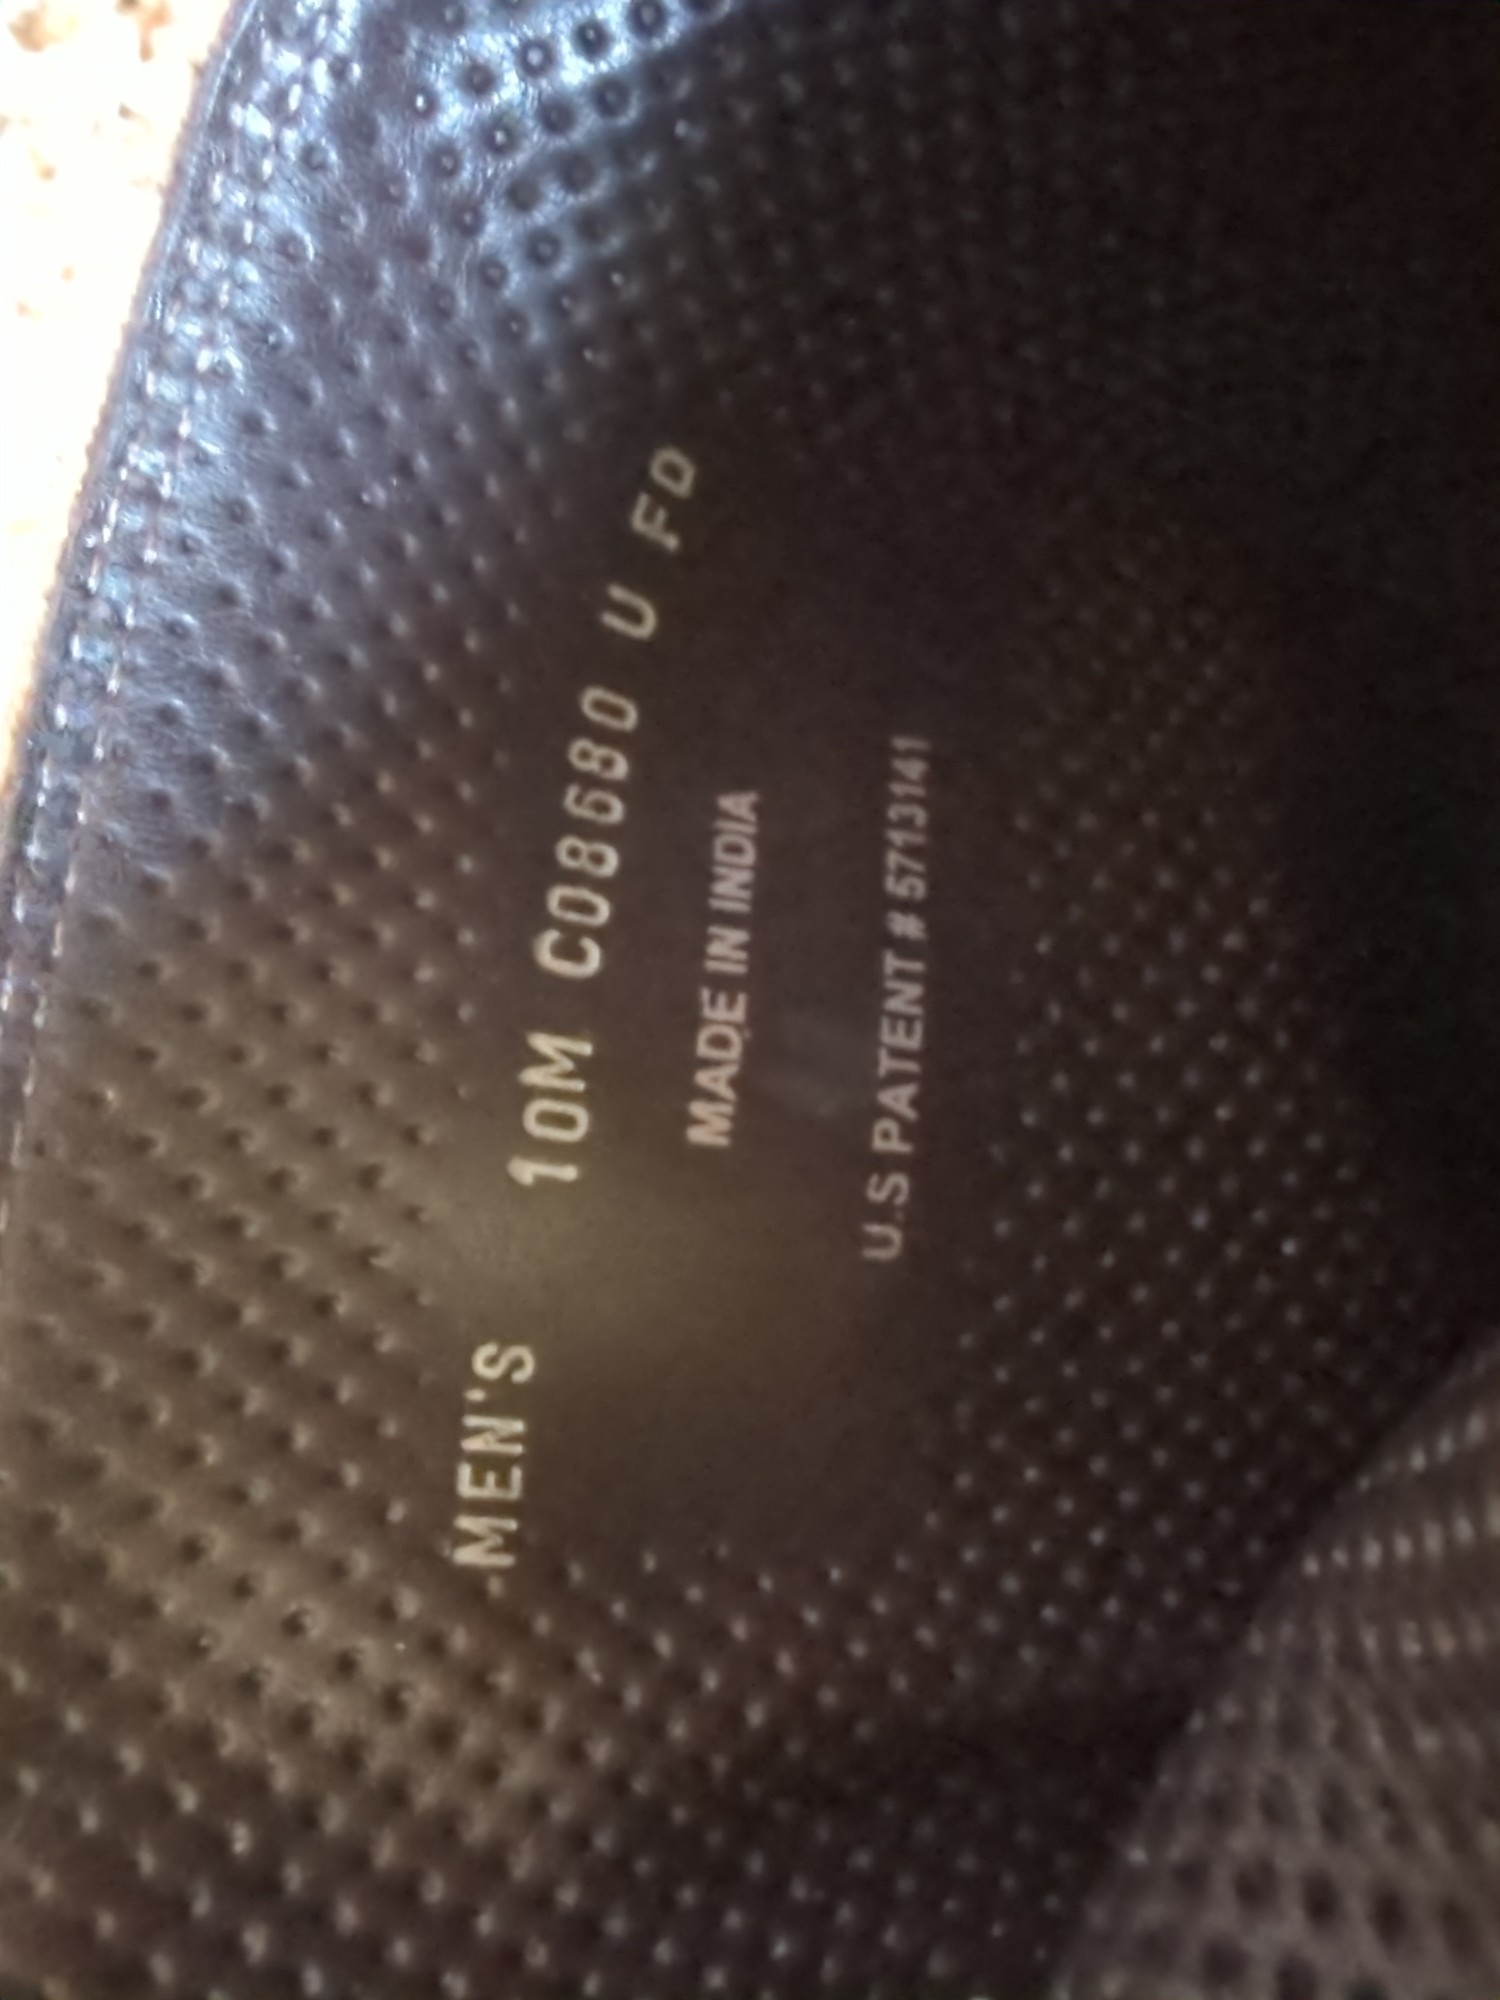 MEN'S 10M C08680 U FD
MADE IN INDIA
U.S PATENT # 5713141